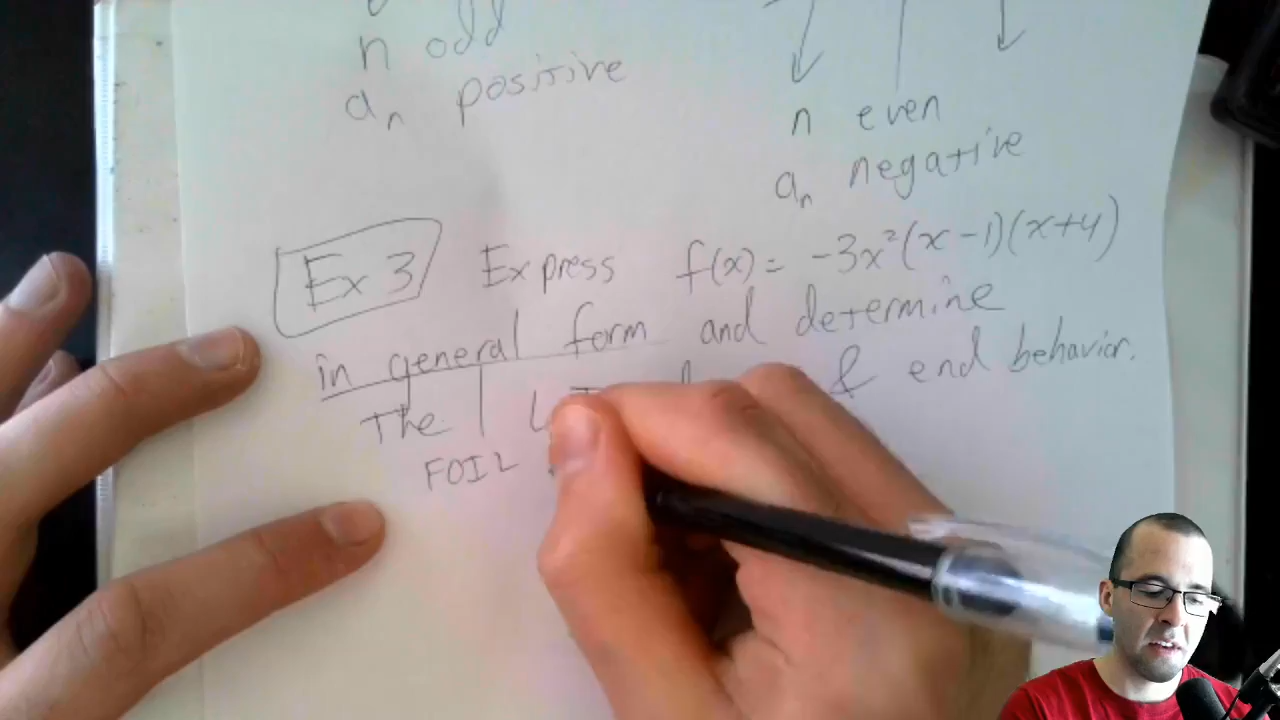 n odd
aₙ positive
n even
aₙ negative
Ex 3 Express f(x) = -3x²(x-1)(x+4)
in general form and determine
The & end behavior.
FOIL